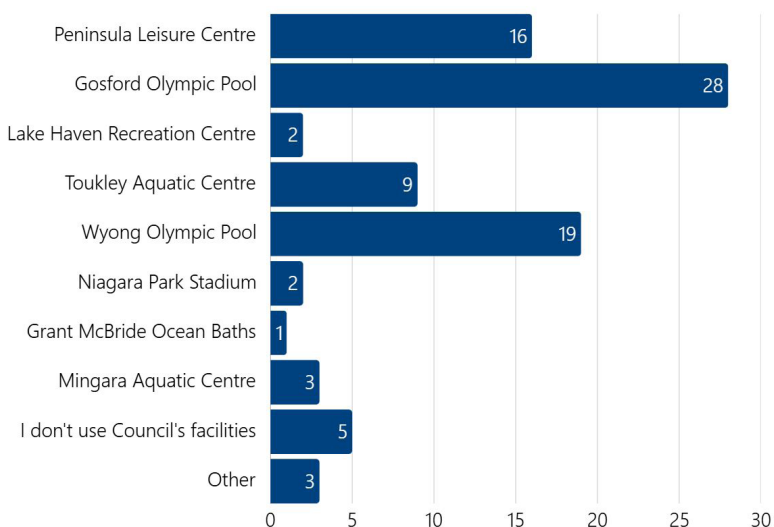 Peninsula Leisure Centre 16
Gosford Olympic Pool 28
Lake Haven Recreation Centre 2
Toukley Aquatic Centre 9
Wyong Olympic Pool 19
Niagara Park Stadium 2
Grant McBride Ocean Baths 1
Mingara Aquatic Centre 3
I don't use Council's facilities 5
Other 3
0 5 10 15 20 25 30